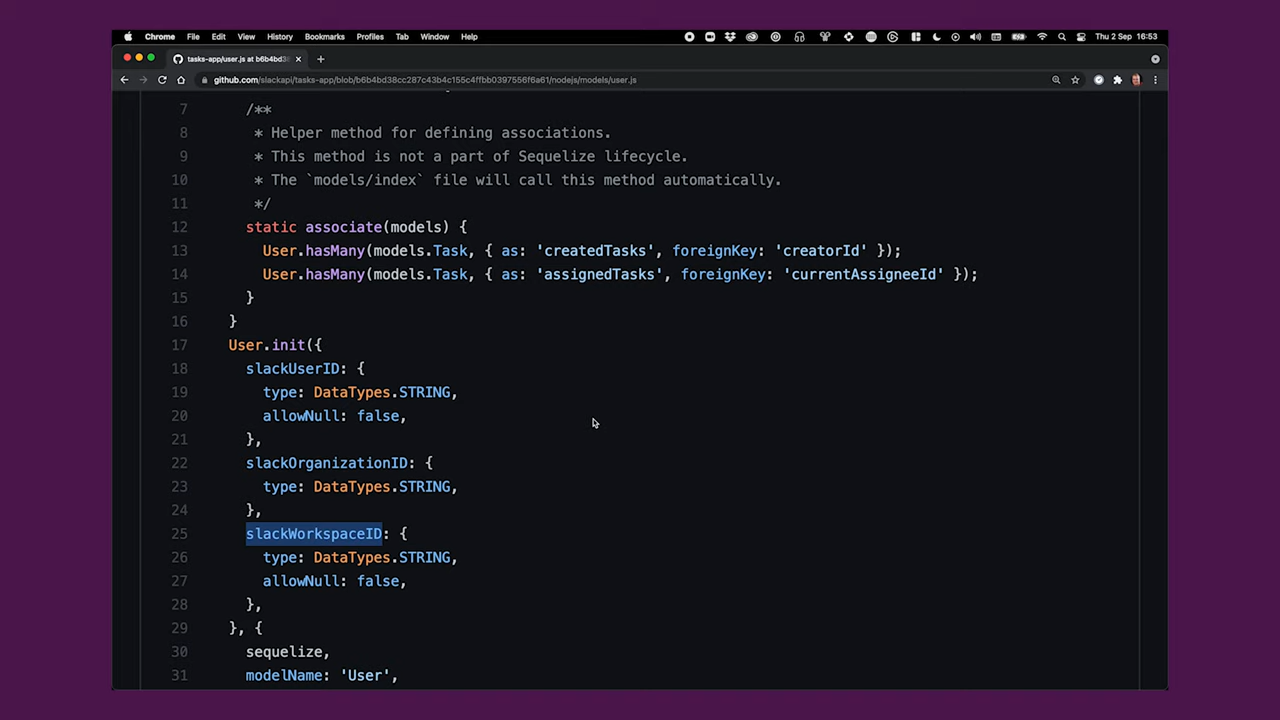 Chrome File Edit View History Bookmarks Profiles Tab Window Help Thu 2 Sep 16:53
tasks-app/user.js at b6b4bd3
github.com/slackapi/tasks-app/blob/b6b4bd38cc287c43b4c155c4ffbb0397556f6a61/nodejs/models/user.js
7 /**
8 * Helper method for defining associations.
9 * This method is not a part of Sequelize lifecycle.
10 * The `models/index` file will call this method automatically.
11 */
12 static associate(models) {
13 User.hasMany(models.Task, { as: 'createdTasks', foreignKey: 'creatorId' });
14 User.hasMany(models.Task, { as: 'assignedTasks', foreignKey: 'currentAssigneeId' });
15 }
16 }
17 User.init({
18 slackUserID: {
19 type: DataTypes.STRING,
20 allowNull: false,
21 },
22 slackOrganizationID: {
23 type: DataTypes.STRING,
24 },
25 slackWorkspaceID: {
26 type: DataTypes.STRING,
27 allowNull: false,
28 },
29 }, {
30 sequelize,
31 modelName: 'User',